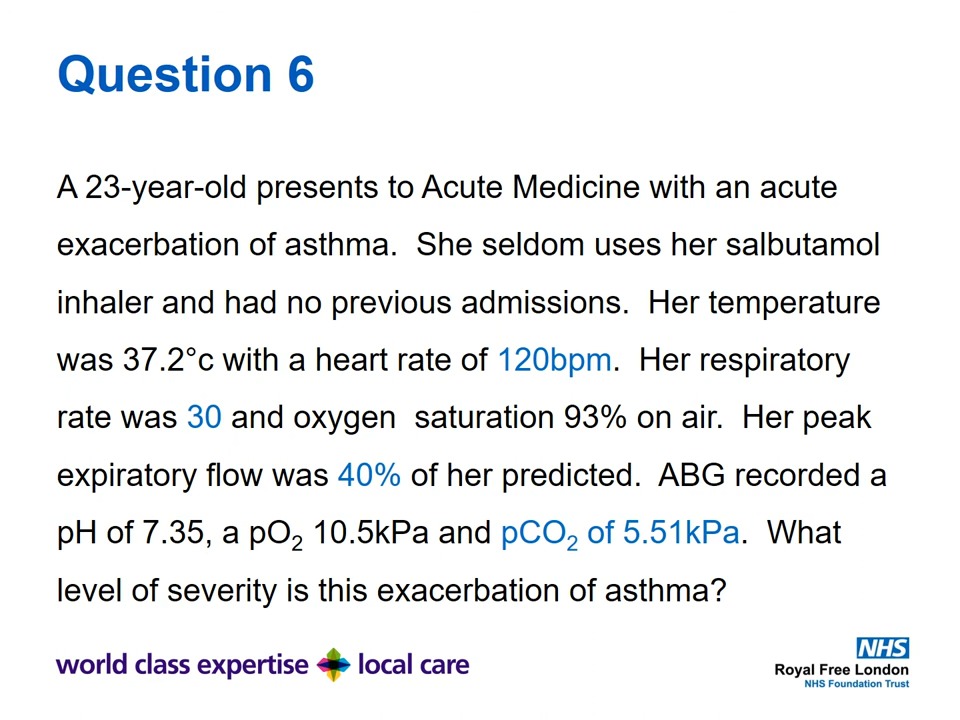 Question 6
A 23-year-old presents to Acute Medicine with an acute
exacerbation of asthma.  She seldom uses her salbutamol
inhaler and had no previous admissions.  Her temperature
was 37.2°c with a heart rate of 120bpm.  Her respiratory
rate was 30 and oxygen  saturation 93% on air.  Her peak
expiratory flow was 40% of her predicted.  ABG recorded a
pH of 7.35, a pO₂ 10.5kPa and pCO₂ of 5.51kPa.  What
level of severity is this exacerbation of asthma?
world class expertise local care
NHS
Royal Free London
NHS Foundation Trust